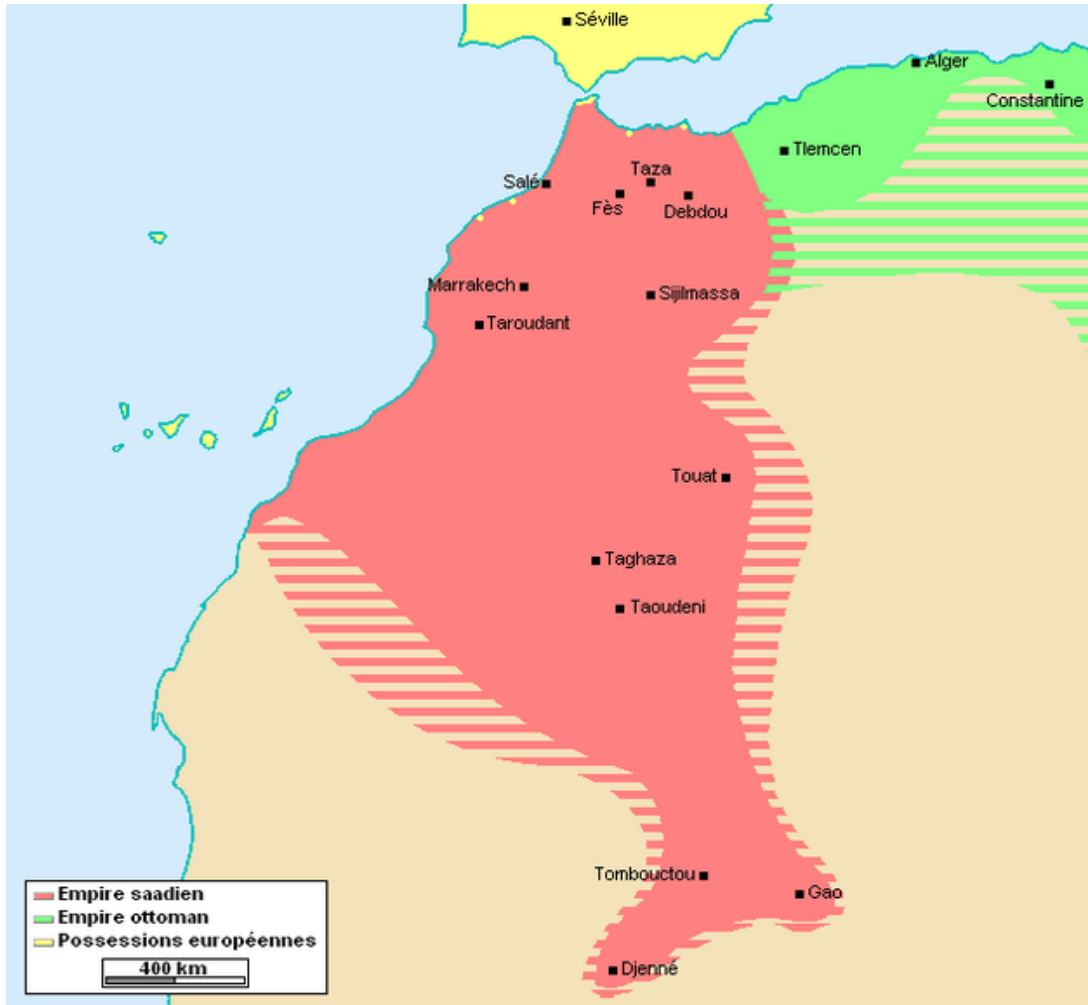 Séville
Alger
Constantine
Tlemcen
Taza
Salé
Fès
Debdou
Marrakech
Sijilmassa
Taroudant
Touat
Taghaza
Taoudeni
Tombouctou
Gao
Djenné
Empire saadien
Empire ottoman
Possessions européennes
400 km